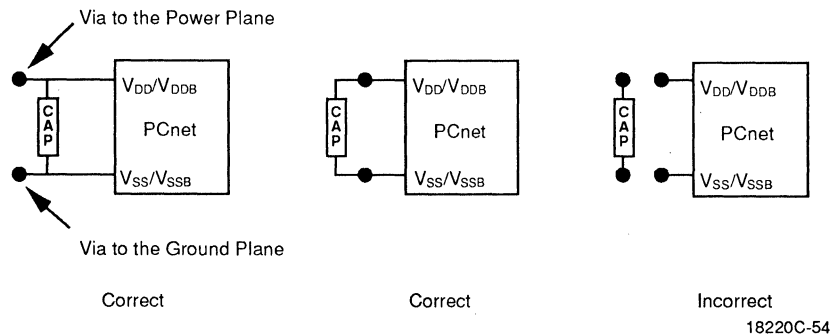 Via to the Power Plane
VDD/VDDB
CAP
PCnet
VSS/VSSB
Via to the Ground Plane
Correct
VDD/VDDB
CAP
PCnet
VSS/VSSB
Correct
VDD/VDDB
CAP
PCnet
VSS/VSSB
Incorrect
18220C-54